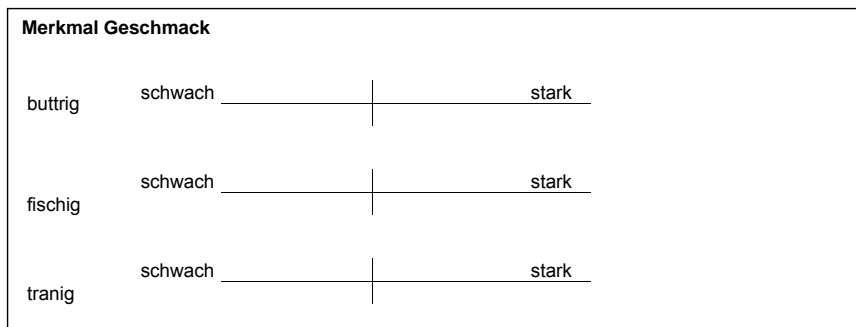 Merkmal Geschmack
buttrig schwach stark
fischig schwach stark
tranig schwach stark